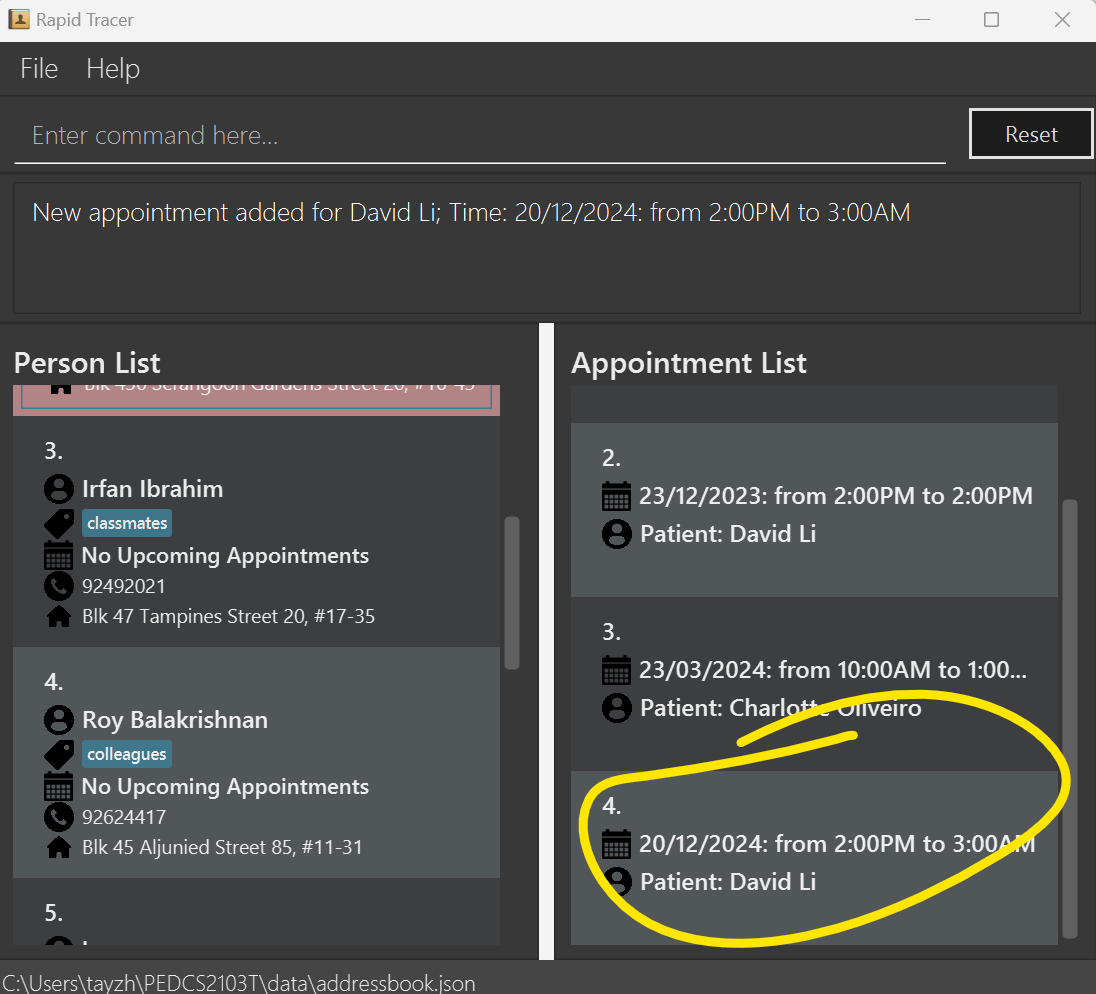 Rapid Tracer
File Help
Enter command here...
Reset
New appointment added for David Li; Time: 20/12/2024: from 2:00PM to 3:00AM
Person List
3.
Irfan Ibrahim
classmates
No Upcoming Appointments
92492021
Blk 47 Tampines Street 20, #17-35
4.
Roy Balakrishnan
colleagues
No Upcoming Appointments
92624417
Blk 45 Aljunied Street 85, #11-31
5.
Appointment List
2.
23/12/2023: from 2:00PM to 2:00PM
Patient: David Li
3.
23/03/2024: from 10:00AM to 1:00...
Patient: Charlotte Oliveiro
4.
20/12/2024: from 2:00PM to 3:00AM
Patient: David Li
C:\Users\tayzh\PEDCS2103T\data\addressbook.json